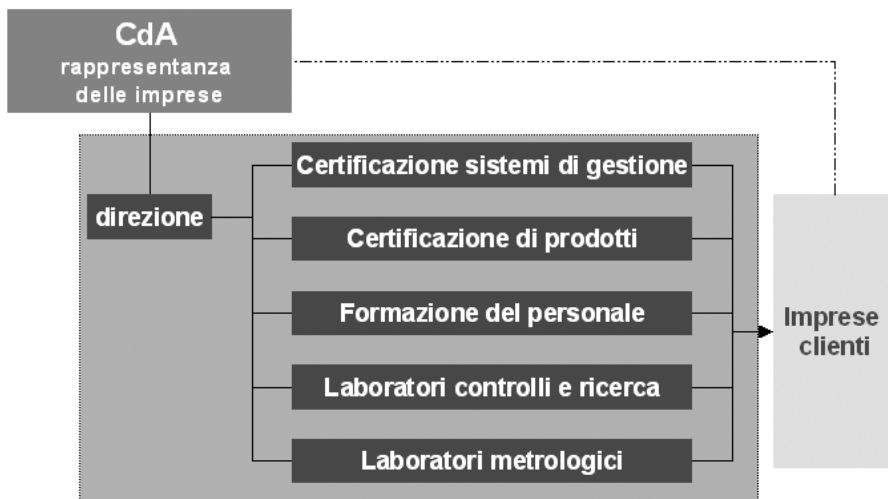 CdA
rappresentanza
delle imprese
direzione
Certificazione sistemi di gestione
Certificazione di prodotti
Formazione del personale
Laboratori controlli e ricerca
Laboratori metrologici
Imprese
clienti